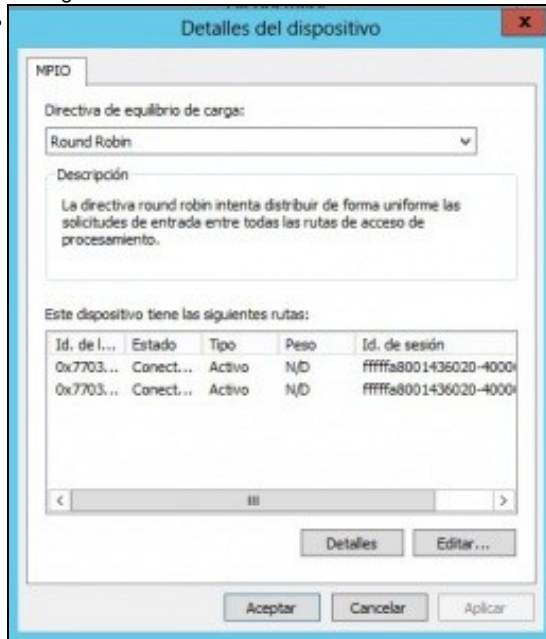 Detalles del dispositivo
x
MPIO
Directiva de equilibrio de carga:
Round Robin
Descripción
La directiva round robin intenta distribuir de forma uniforme las
solicitudes de entrada entre todas las rutas de acceso de
procesamiento.
Este dispositivo tiene las siguientes rutas:
Id. de l... Estado Tipo Peso Id. de sesión
0x7703... Conect... Activo N/D fffffa8001436020-4000
0x7703... Conect... Activo N/D fffffa8001436020-4000
Detalles Editar...
Aceptar Cancelar Aplicar